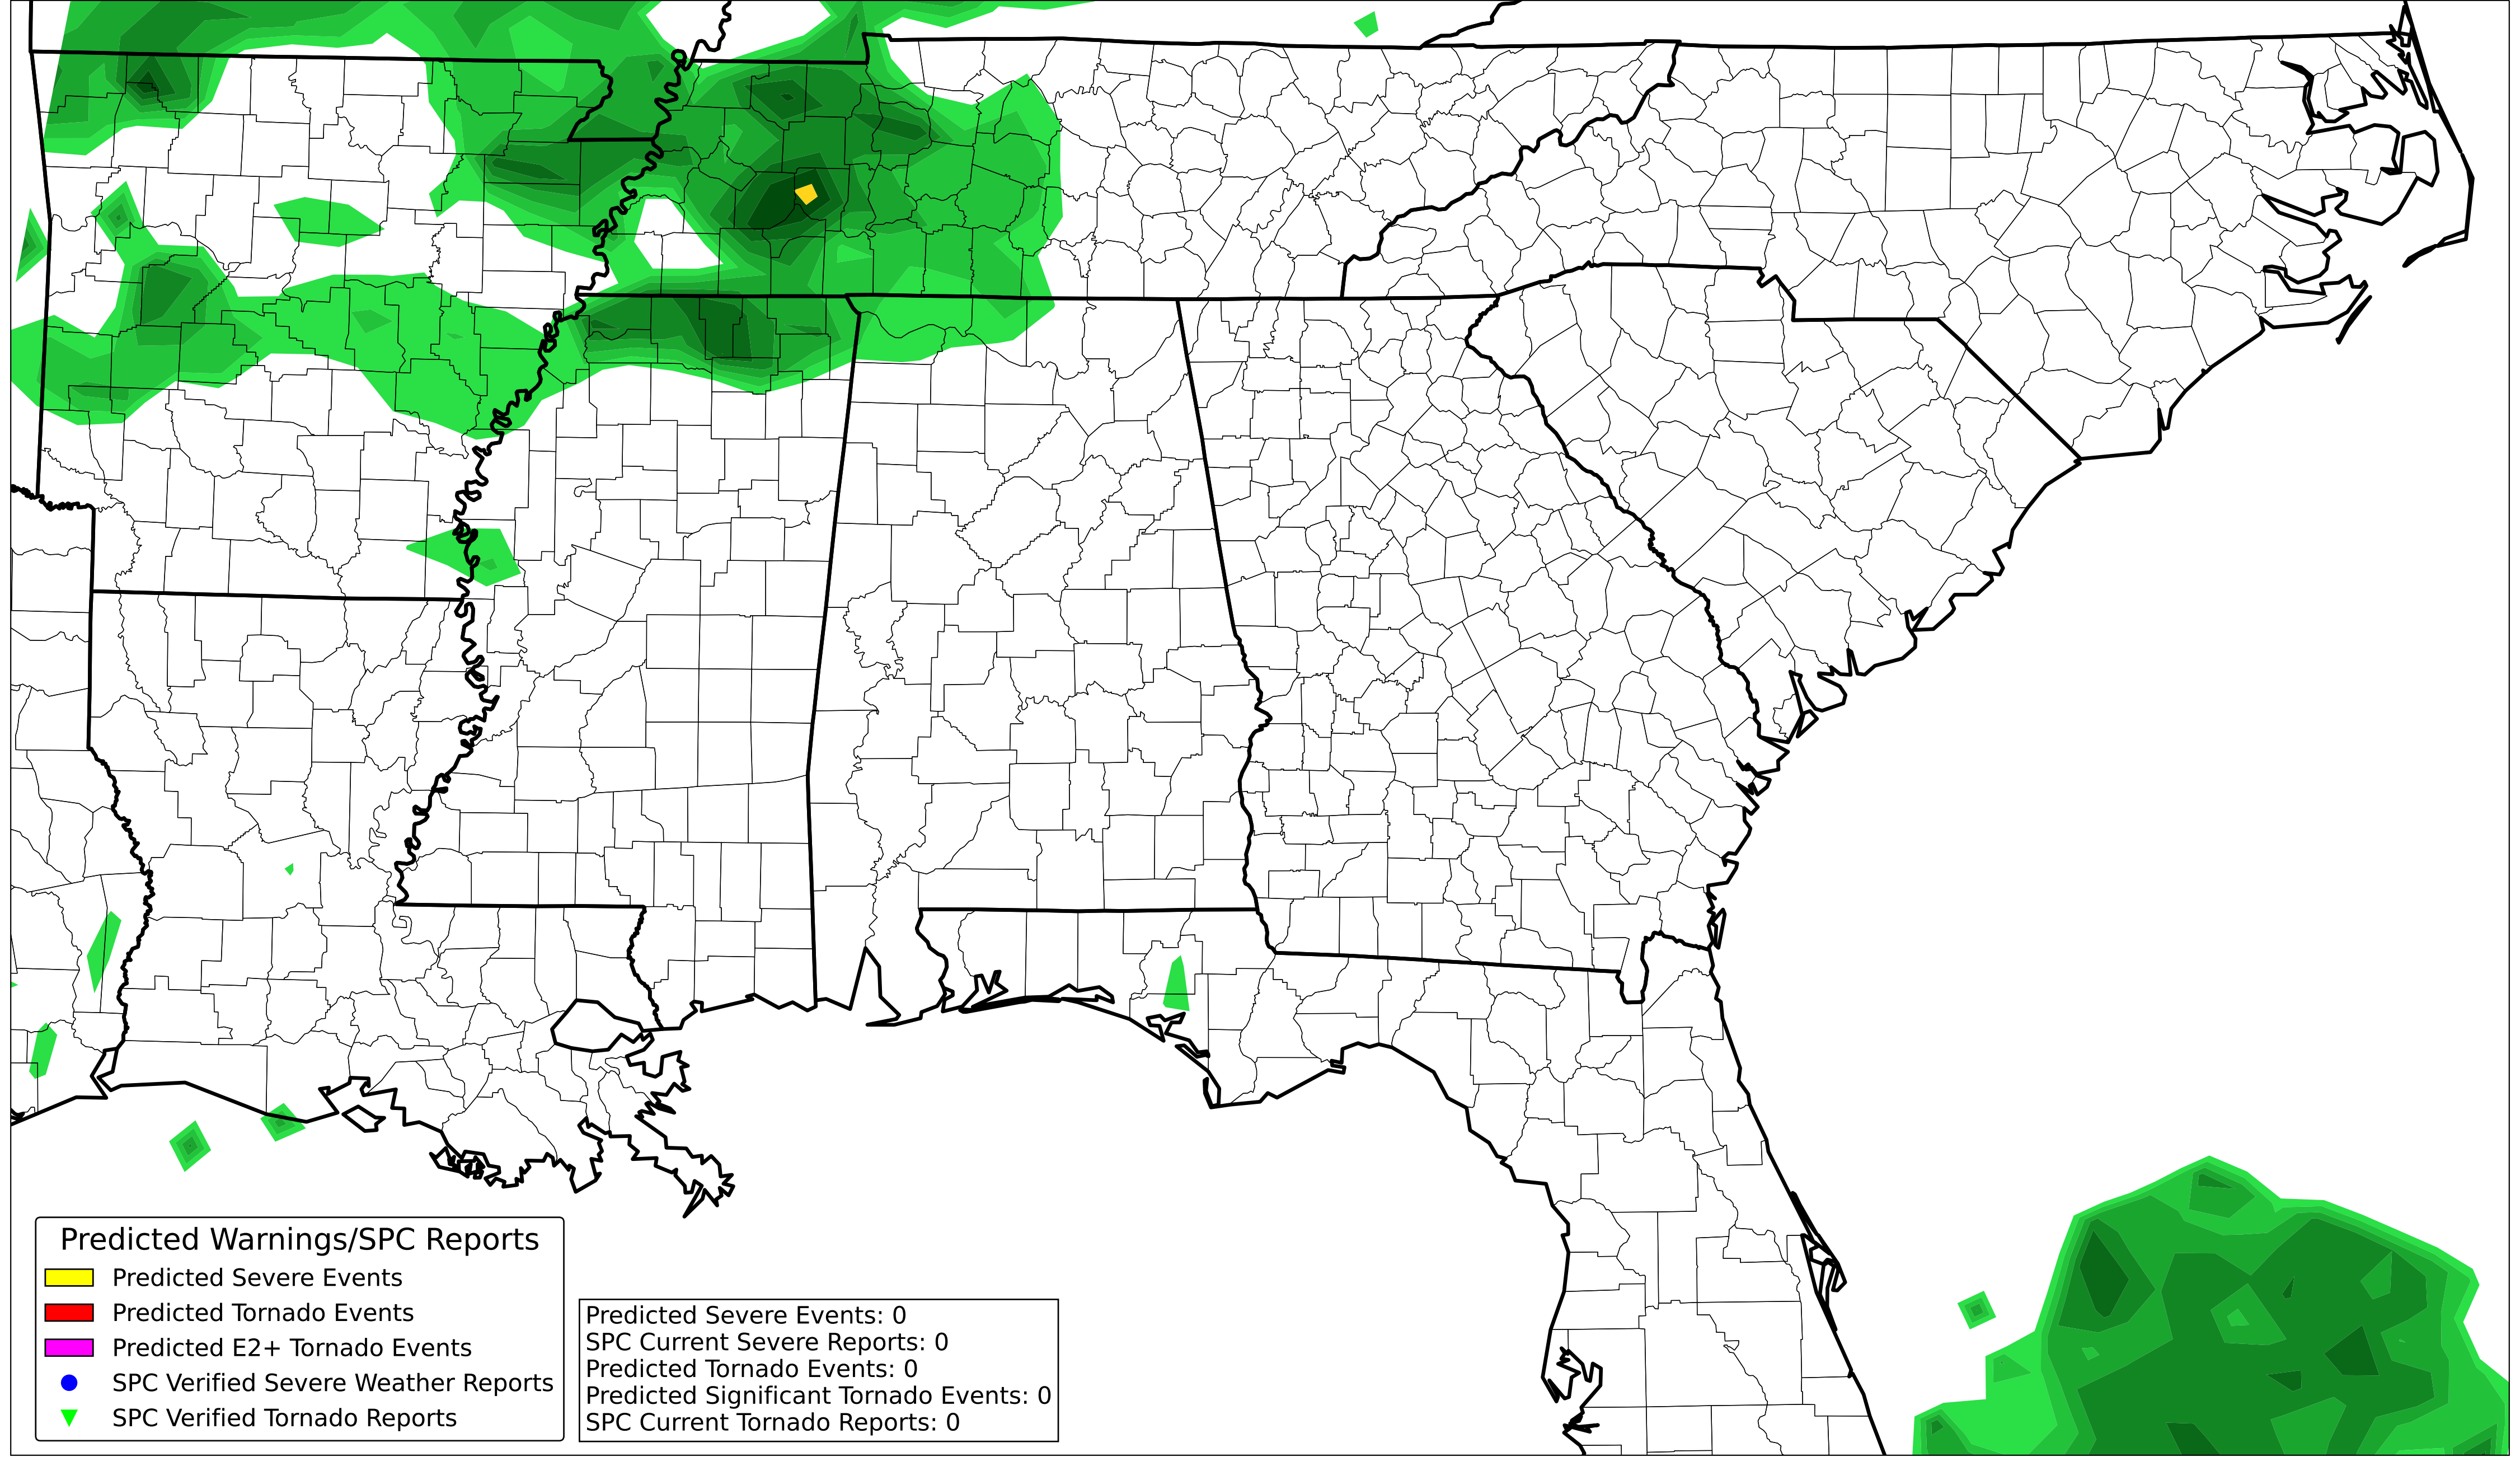 Predicted Warnings/SPC Reports
Predicted Severe Events
Predicted Tornado Events
Predicted E2+ Tornado Events
SPC Verified Severe Weather Reports
SPC Verified Tornado Reports
Predicted Severe Events: 0
SPC Current Severe Reports: 0
Predicted Tornado Events: 0
Predicted Significant Tornado Events: 0
SPC Current Tornado Reports: 0